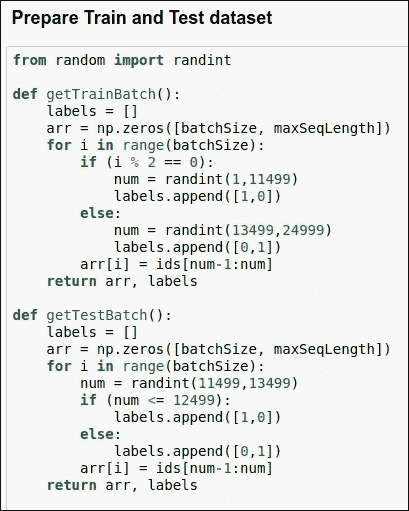 Prepare Train and Test dataset
from random import randint
def getTrainBatch():
    labels = []
    arr = np.zeros([batchSize, maxSeqLength])
    for i in range(batchSize):
        if (i % 2 == 0):
            num = randint(1,11499)
            labels.append([1,0])
        else:
            num = randint(13499,24999)
            labels.append([0,1])
        arr[i] = ids[num-1:num]
    return arr, labels
def getTestBatch():
    labels = []
    arr = np.zeros([batchSize, maxSeqLength])
    for i in range(batchSize):
        num = randint(11499,13499)
        if (num <= 12499):
            labels.append([1,0])
        else:
            labels.append([0,1])
        arr[i] = ids[num-1:num]
    return arr, labels